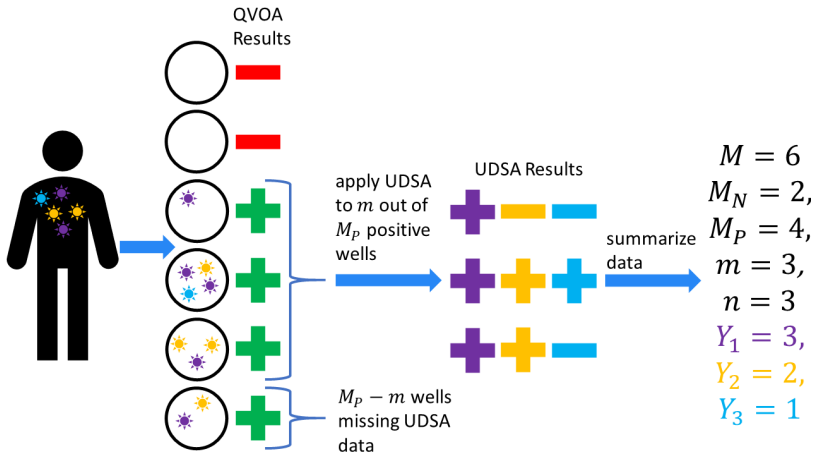 QVOA
Results
apply UDSA
to m out of
M_P positive
wells
M_P − m wells
missing UDSA
data
UDSA Results
summarize
data
M = 6
M_N = 2,
M_P = 4,
m = 3,
n = 3
Y_1 = 3,
Y_2 = 2,
Y_3 = 1